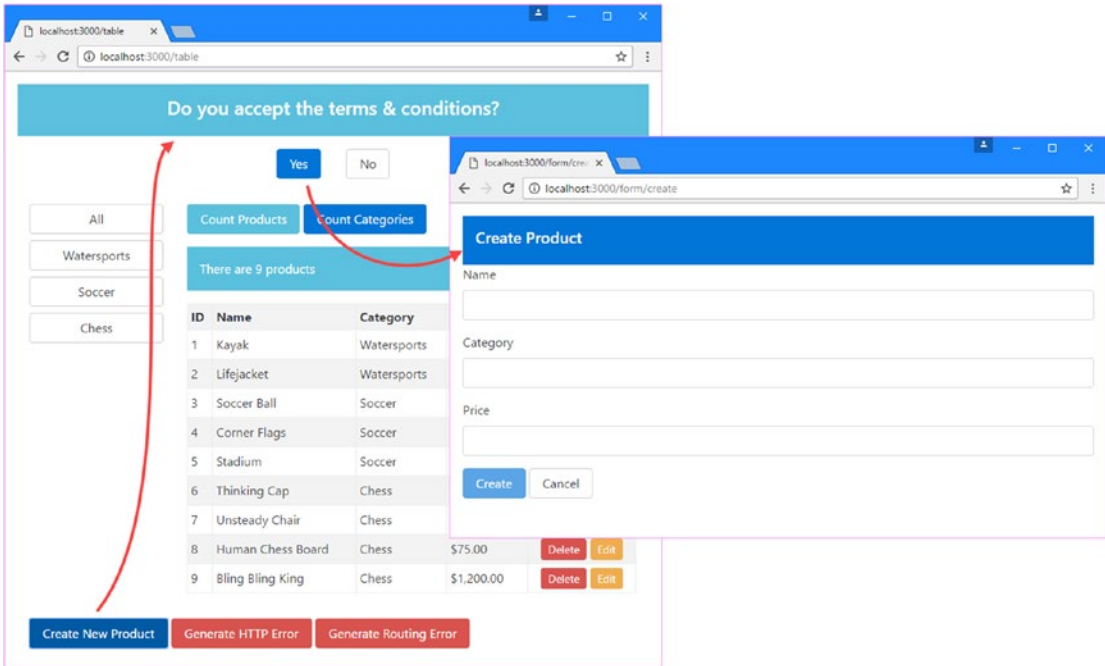 localhost:3000/table
localhost:3000/table
Do you accept the terms & conditions?
Yes No
All
Watersports
Soccer
Chess
Count Products Count Categories
There are 9 products
ID Name Category
1 Kayak Watersports
2 Lifejacket Watersports
3 Soccer Ball Soccer
4 Corner Flags Soccer
5 Stadium Soccer
6 Thinking Cap Chess
7 Unsteady Chair Chess
8 Human Chess Board Chess $75.00 Delete Edit
9 Bling Bling King Chess $1,200.00 Delete Edit
Create New Product Generate HTTP Error Generate Routing Error
localhost:3000/form/crea
localhost:3000/form/create
Create Product
Name
Category
Price
Create Cancel